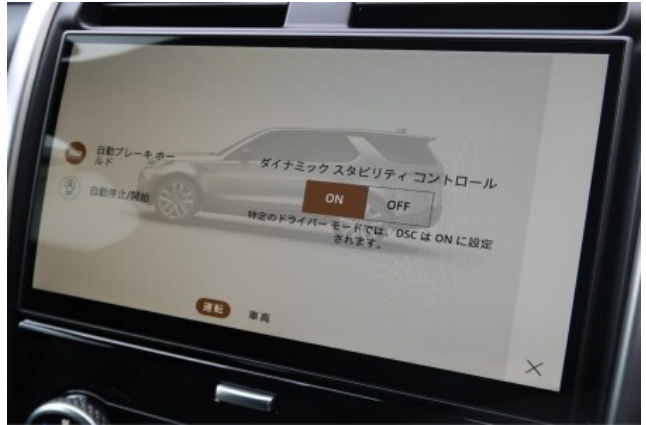 自動ブレーキ ホー
ルド
自動停止/開始
ダイナミック スタビリティ コントロール
ON
OFF
特定のドライバー モードでは、DSC は ON に設定
されます。
運転
車高